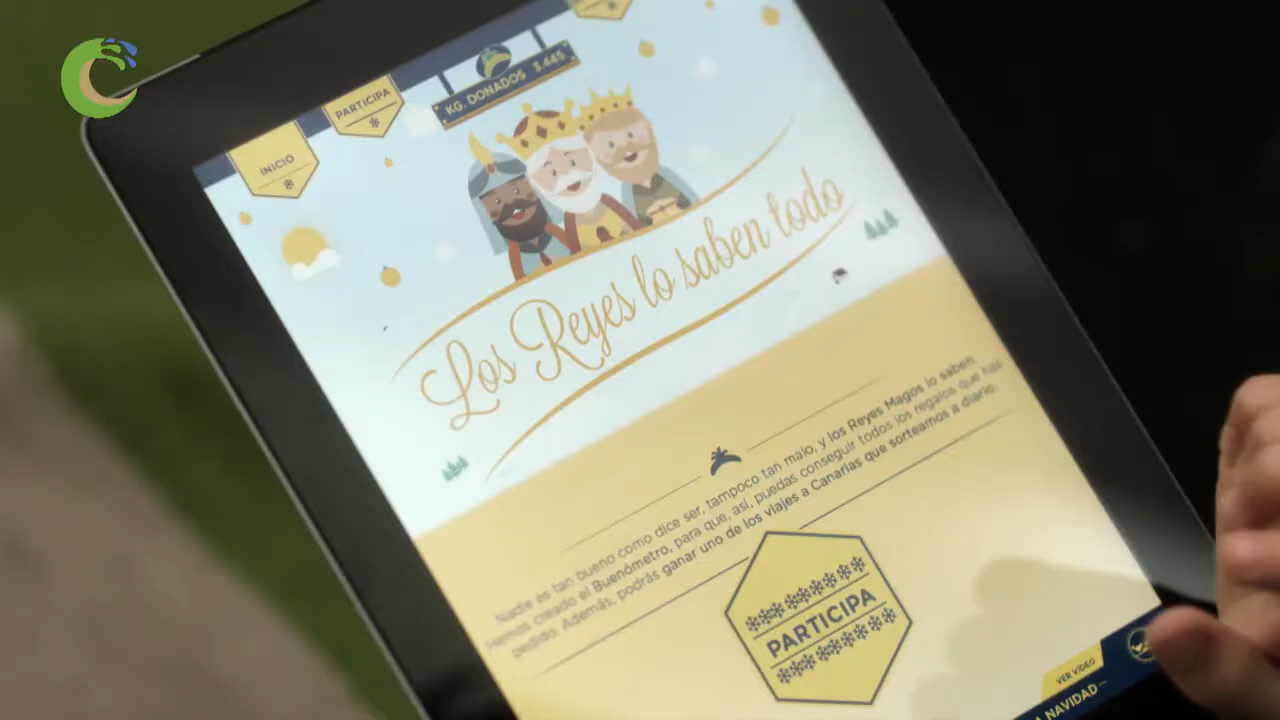 INICIO
PARTICIPA
KG. DONADOS 3.445
Los Reyes lo saben todo
Nadie es tan bueno como dice ser, tampoco tan malo, y los Reyes Magos lo saben.
Hemos creado el Buenómetro, para que, así, puedas conseguir todos los regalos que has
pedido. Además, podrás ganar uno de los viajes a Canarias que sorteamos a diario.
PARTICIPA
VER VÍDEO
NAVIDAD